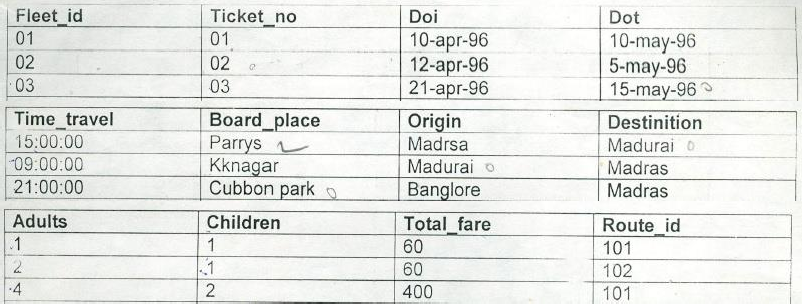 Fleet_id Ticket_no Doi Dot
01 01 10-apr-96 10-may-96
02 02 12-apr-96 5-may-96
03 03 21-apr-96 15-may-96
Time_travel Board_place Origin Destinition
15:00:00 Parrys Madrsa Madurai
09:00:00 Kknagar Madurai Madras
21:00:00 Cubbon park Banglore Madras
Adults Children Total_fare Route_id
1 1 60 101
2 1 60 102
4 2 400 101